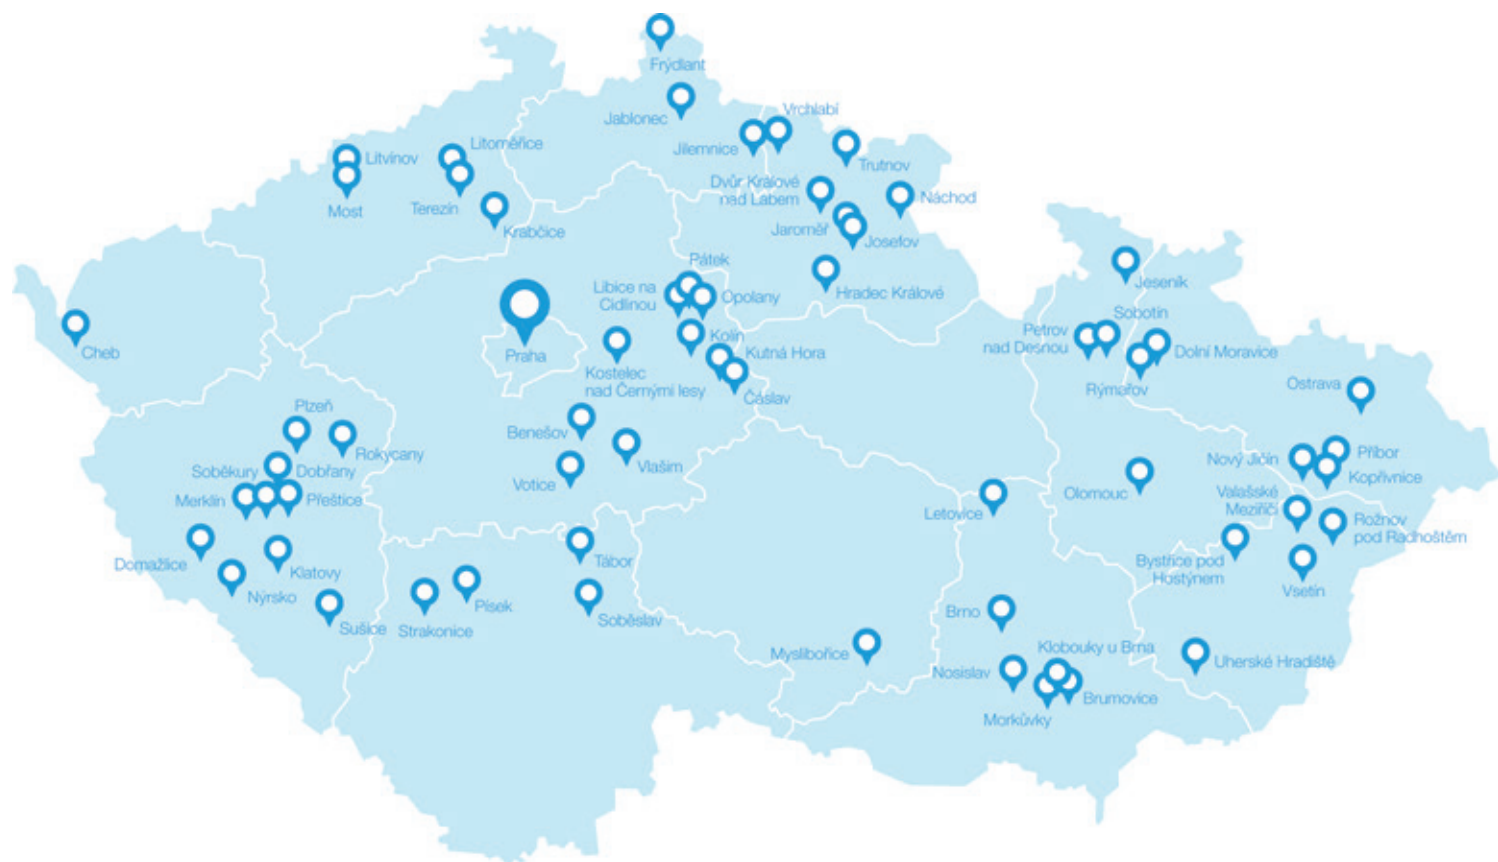 Frýdlant
Jablonec
Vrchlabí
Jilemnice
Trutnov
Litoměřice
Litvínov
Most
Terezín
Krabčice
Dvůr Králové
nad Labem
Náchod
Jaroměř
Josefov
Hradec Králové
Pátek
Libice na
Cidlinou
Opolany
Jeseník
Cheb
Praha
Kolín
Kutná Hora
Kostelec
nad Černými lesy
Čáslav
Sobotín
Petrov
nad Desnou
Dolní Moravice
Rýmařov
Ostrava
Plzeň
Rokycany
Benešov
Vlašim
Votice
Soběkury
Dobřany
Merklín
Přeštice
Olomouc
Nový Jičín
Příbor
Kopřivnice
Valašské
Meziříčí
Rožnov
pod Radhoštěm
Letovice
Bystřice pod
Hostýnem
Vsetín
Domažlice
Klatovy
Nýrsko
Sušice
Strakonice
Písek
Tábor
Soběslav
Brno
Myslibořice
Klobouky u Brna
Nosislav
Brumovice
Morkůvky
Uherské Hradiště